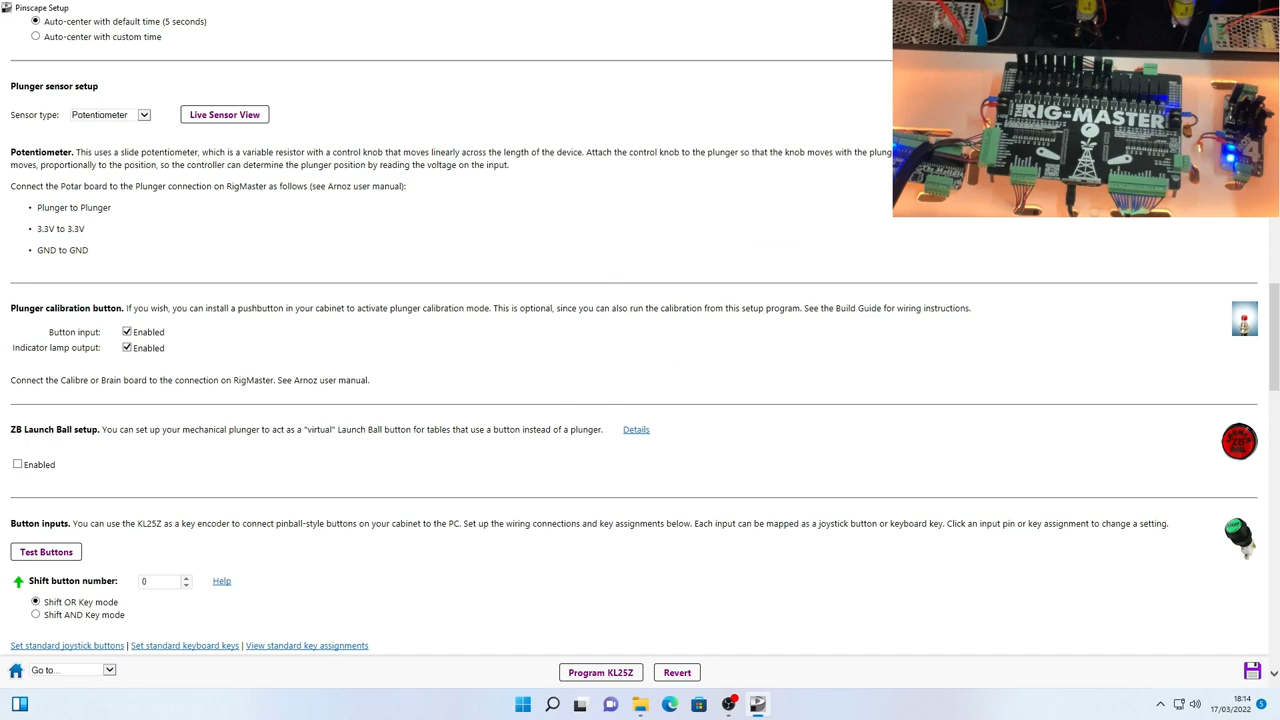 Pinscape Setup
Auto-center with default time (5 seconds)
Auto-center with custom time
Plunger sensor setup
Sensor type: Potentiometer Live Sensor View
Potentiometer. This uses a slide potentiometer, which is a variable resistor with a control knob that moves linearly across the length of the device. Attach the control knob to the plunger so that the knob moves with the plung
moves, proportionally to the position, so the controller can determine the plunger position by reading the voltage on the input.
Connect the Potar board to the Plunger connection on RigMaster as follows (see Arnoz user manual):
• Plunger to Plunger
• 3.3V to 3.3V
• GND to GND
THE RIG-MASTER
Plunger calibration button. If you wish, you can install a pushbutton in your cabinet to activate plunger calibration mode. This is optional, since you can also run the calibration from this setup program. See the Build Guide for wiring instructions.
Button input: Enabled
Indicator lamp output: Enabled
Connect the Calibre or Brain board to the connection on RigMaster. See Arnoz user manual.
ZB Launch Ball setup. You can set up your mechanical plunger to act as a "virtual" Launch Ball button for tables that use a button instead of a plunger. Details
Enabled
Button inputs. You can use the KL25Z as a key encoder to connect pinball-style buttons on your cabinet to the PC. Set up the wiring connections and key assignments below. Each input can be mapped as a joystick button or keyboard key. Click an input pin or key assignment to change a setting.
Test Buttons
Shift button number: 0 Help
Shift OR Key mode
Shift AND Key mode
Set standard joystick buttons | Set standard keyboard keys | View standard key assignments
Go to... Program KL25Z Revert
18:14
17/03/2022 5